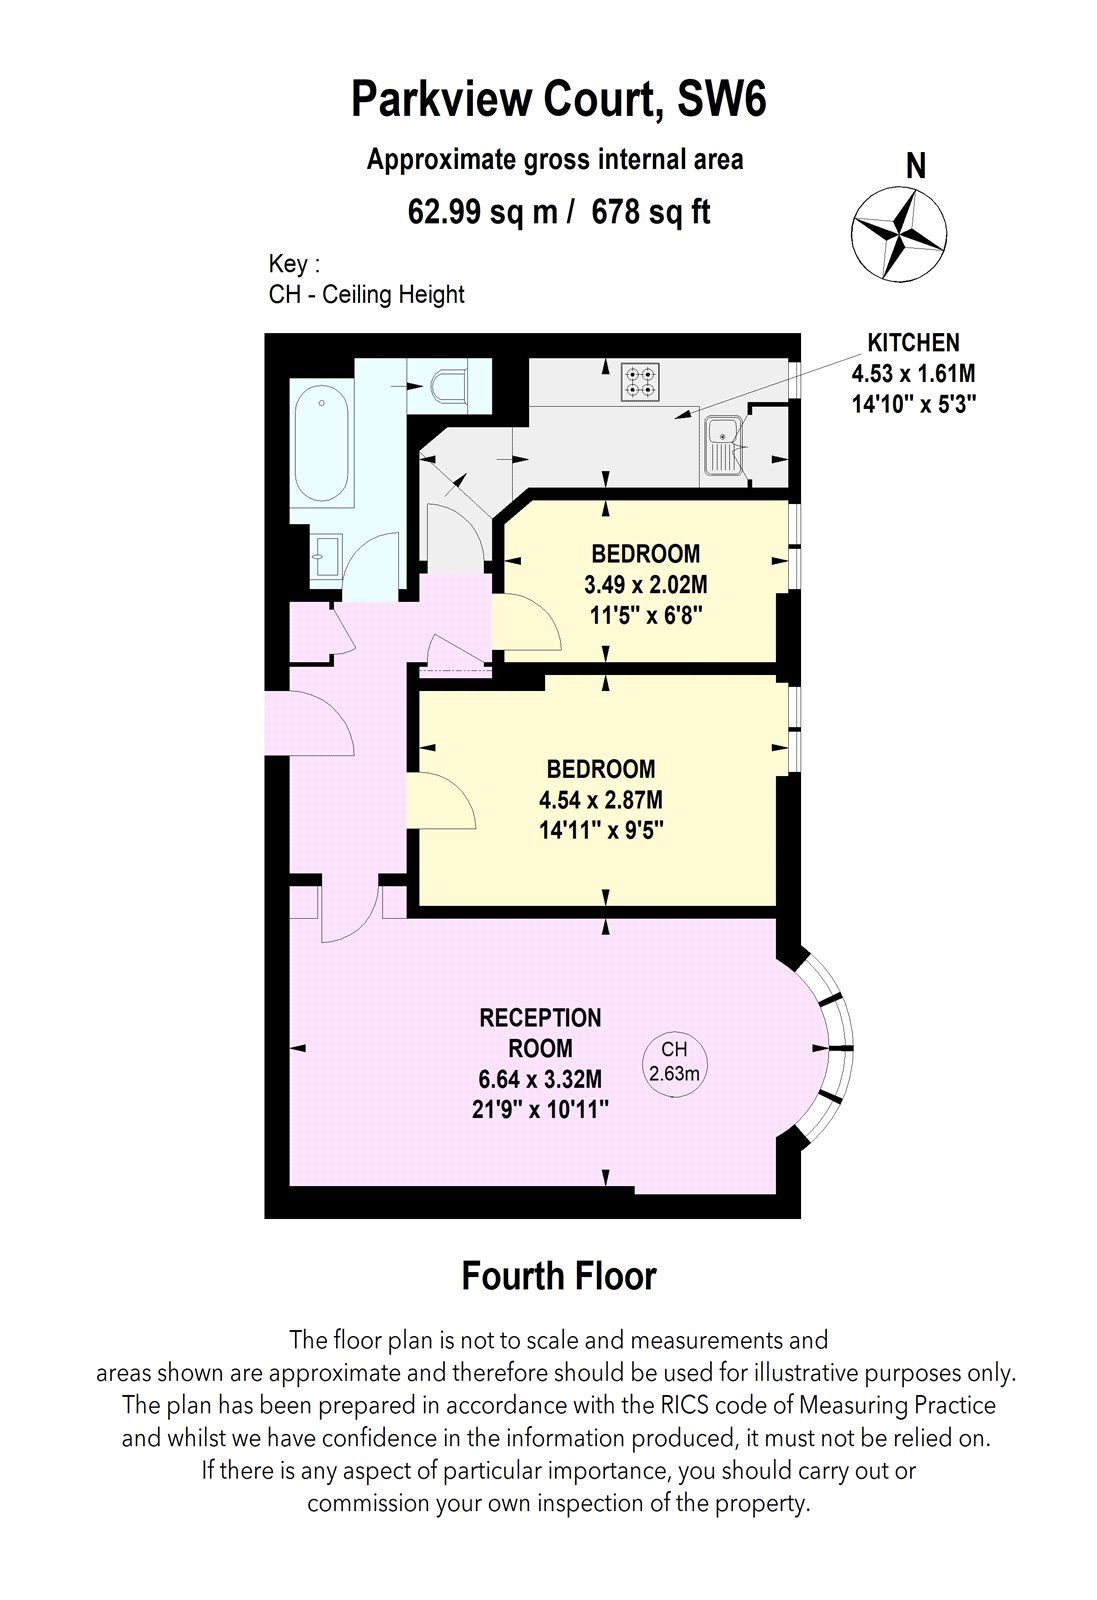 Parkview Court, SW6
Approximate gross internal area
62.99 sq m / 678 sq ft
N
Key :
CH - Ceiling Height
KITCHEN
4.53 x 1.61M
14'10" x 5'3"
BEDROOM
3.49 x 2.02M
11'5" x 6'8"
BEDROOM
4.54 x 2.87M
14'11" x 9'5"
RECEPTION
ROOM
6.64 x 3.32M
21'9" x 10'11"
CH
2.63m
Fourth Floor
The floor plan is not to scale and measurements and
areas shown are approximate and therefore should be used for illustrative purposes only.
The plan has been prepared in accordance with the RICS code of Measuring Practice
and whilst we have confidence in the information produced, it must not be relied on.
If there is any aspect of particular importance, you should carry out or
commission your own inspection of the property.